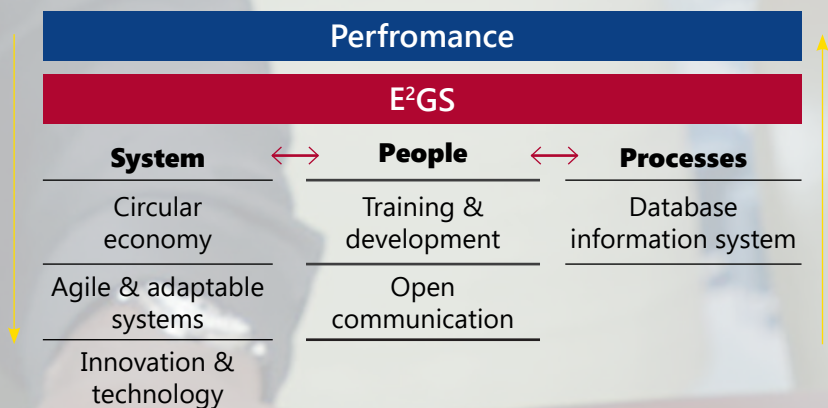 Perfromance
E²GS
System
People
Processes
Circular
economy
Training &
development
Database
information system
Agile & adaptable
systems
Open
communication
Innovation &
technology